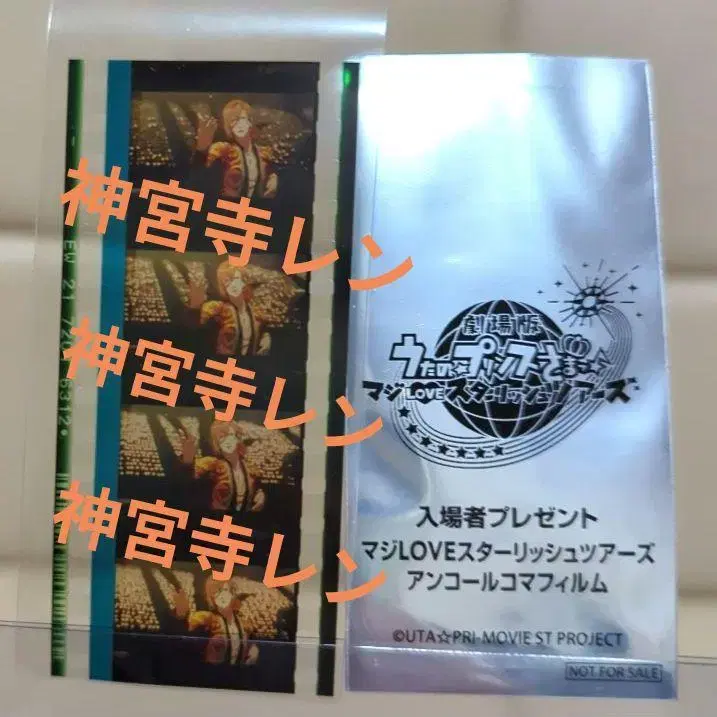 神宮寺レン
神宮寺レン
神宮寺レン
EW 21
6312
劇場版
うたの☆プリンスさまっ♪
マジLOVEスターリッシュツアーズ
入場者プレゼント
マジLOVEスターリッシュツアーズ
アンコールコマフィルム
©UTA☆PRI-MOVIE ST PROJECT
NOT FOR SALE